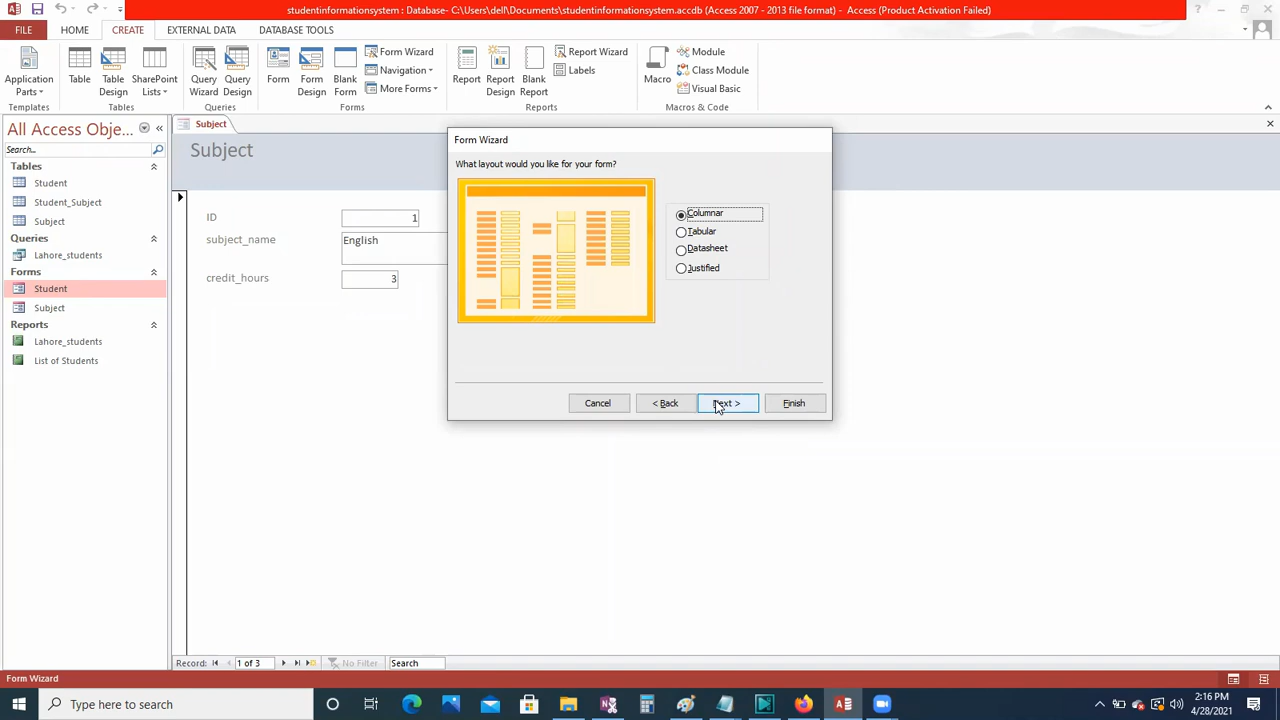 studentinformationsystem : Database- C:\Users\dell\Documents\studentinformationsystem.accdb (Access 2007 - 2013 file format) - Access (Product Activation Failed)
FILE HOME CREATE EXTERNAL DATA DATABASE TOOLS
Application Parts Table Table Design SharePoint Lists Query Wizard Query Design Form Form Design Blank Form Form Wizard Navigation More Forms Report Report Design Blank Report Report Wizard Labels Macro Module Class Module Visual Basic
Templates Tables Queries Forms Reports Macros & Code
All Access Obje...
Search...
Tables
Student
Student_Subject
Subject
Queries
Lahore_students
Forms
Student
Subject
Reports
Lahore_students
List of Students
Subject
Subject
ID 1
subject_name English
credit_hours 3
Form Wizard
What layout would you like for your form?
Columnar
Tabular
Datasheet
Justified
Cancel < Back Next > Finish
Record: 1 of 3 No Filter Search
Form Wizard
Type here to search
2:16 PM
4/28/2021